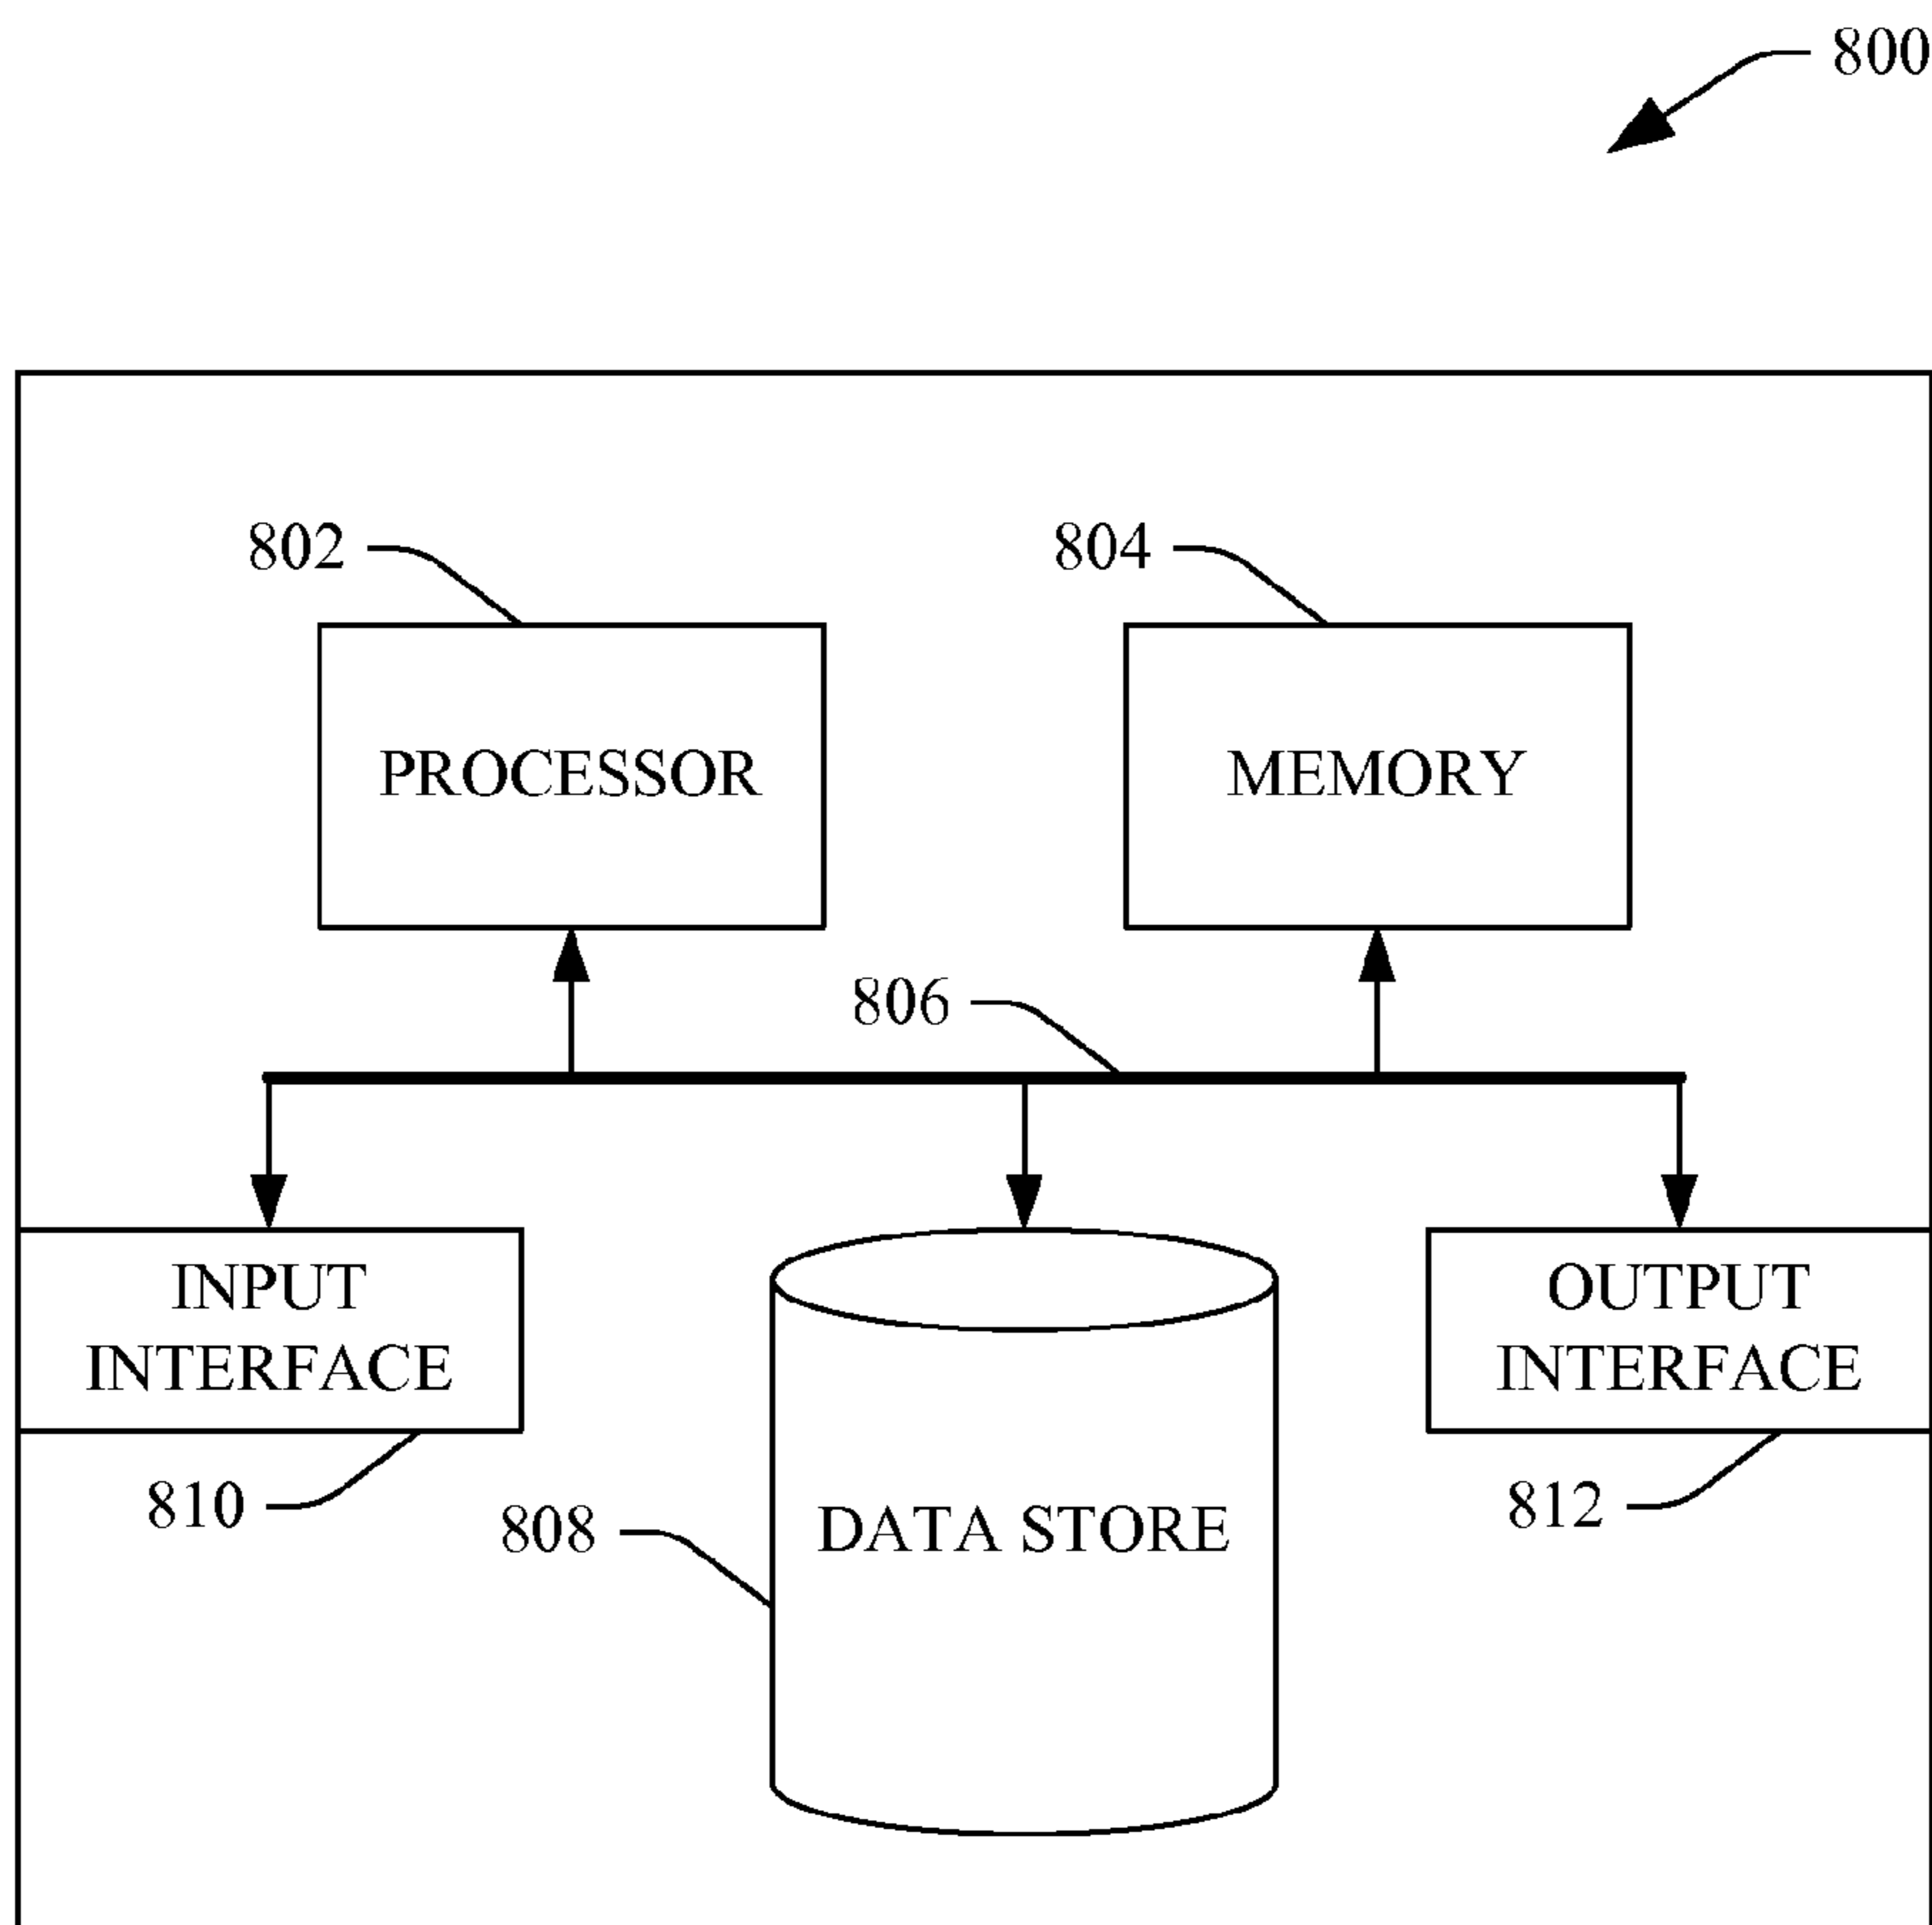 800
802
804
PROCESSOR
MEMORY
806
INPUT
INTERFACE
OUTPUT
INTERFACE
810
808
DATA STORE
812